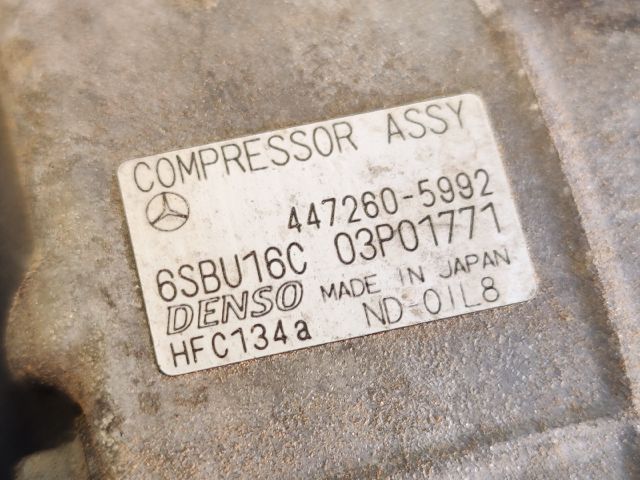 COMPRESSOR ASSY
447260-5992
6SBU16C 03P01771
DENSO MADE IN JAPAN
HFC134a ND-OIL8